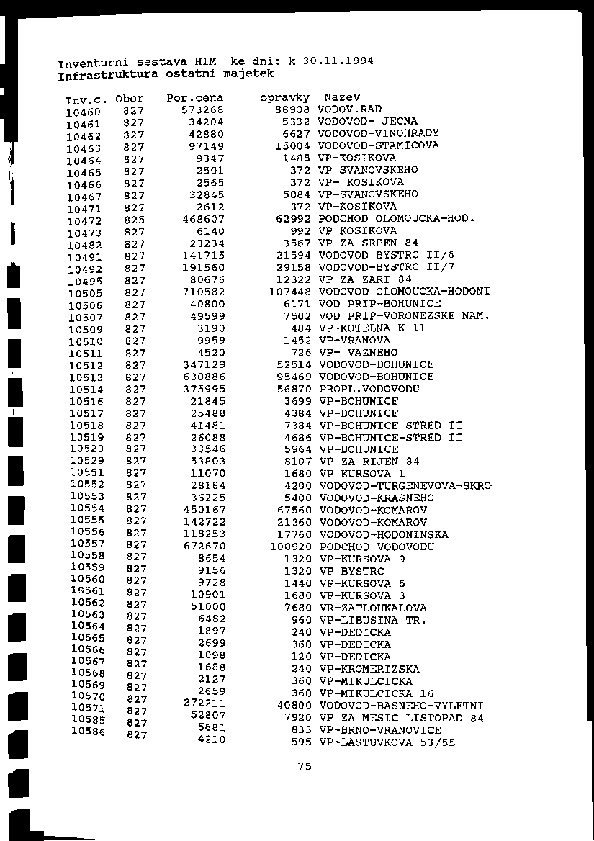 Inventurni sestava HIM ke dni: k 30.11.1994
Infrastruktura ostatni majetek
Inv.c. Obor Por.cena opravky Nazev
10460 827 573268 88938 VODOV.RAD
10461 827 34204 5332 VODOVOD- JECNA
10462 827 42880 6627 VODOVOD-VINOHRADY
10463 827 97149 15004 VODOVOD-STAMICOVA
10464 827 9347 1485 VP-KOSIKOVA
10465 827 2591 372 VP SVANOVSKEHO
10466 827 2565 372 VP- KOSIKOVA
10467 827 32845 5084 VP-SVANOVSKEHO
10471 827 2612 372 VP-KOSIKOVA
10472 825 468607 62992 PODCHOD OLOMOUCKA-HOD.
10473 827 6140 992 VP KOSIKOVA
10482 827 23234 3567 VP ZA SRPEN 84
10491 827 141715 21594 VODOVOD BYSTRC II/6
10492 827 191560 29158 VODOVOD-BYSTRC II/7
10495 827 80676 12322 VP ZA ZARI 84
10505 827 710582 107448 VODOVOD OLOMOUCKA-HODONI
10506 827 40800 6171 VOD PRIP-BOHUNICE
10507 827 49599 7502 VOD PRIP-VORONEZSKE NAM.
10509 827 3190 484 VP-KOTELNA K 11
10510 827 9959 1452 VP-VRANOVA
10511 827 4520 726 VP- VAZNEHO
10512 827 347129 52514 VODOVOD-BOHUNICE
10513 827 630886 95469 VODOVOD-BOHUNICE
10514 827 375995 56870 PROPL.VODOVODU
10516 827 21845 3699 VP-BOHUNICE
10517 827 25488 4384 VP-BOHUNICE
10518 827 41481 7384 VP-BOHUNICE STRED II
10519 827 26088 4686 VP-BOHUNICE-STRED II
10520 827 33546 5964 VP-BOHUNICE
10529 827 53803 8107 VP ZA RIJEN 84
10551 827 11070 1680 VP KURSOVA 1
10552 827 28184 4200 VODOVOD-TURGENEVOVA-SKRO
10553 827 36225 5400 VODOVOD-KRASNEHO
10554 827 450167 67560 VODOVOD-KOMAROV
10555 827 142722 21360 VODOVOD-KOMAROV
10556 827 118253 17760 VODOVOD-HODONINSKA
10557 827 672670 100920 PODCHOD VODOVODU
10558 827 8654 1320 VP-KURSOVA 9
10559 827 9156 1320 VP BYSTRC
10560 827 9728 1440 VP-KURSOVA 5
10561 827 10901 1680 VP-KURSOVA 3
10562 827 51000 7680 VR-ZATLOUKALOVA
10563 827 6482 960 VP-LIBUSINA TR.
10564 827 1897 240 VP-DEDICKA
10565 827 2699 360 VP-DEDICKA
10566 827 1098 120 VP-DEDICKA
10567 827 1688 240 VP-KROMERIZSKA
10568 827 2127 360 VP-MIKULCICKA
10569 827 2659 360 VP-MIKULCICKA 16
10570 827 272211 40800 VODOVOD-BASNEHO-VYLETNI
10571 827 52807 7920 VP ZA MESIC LISTOPAD 84
10585 827 5681 833 VP-BRNO-VRANOVICE
10586 827 4210 595 VP-LASTUVKOVA 53/55
75